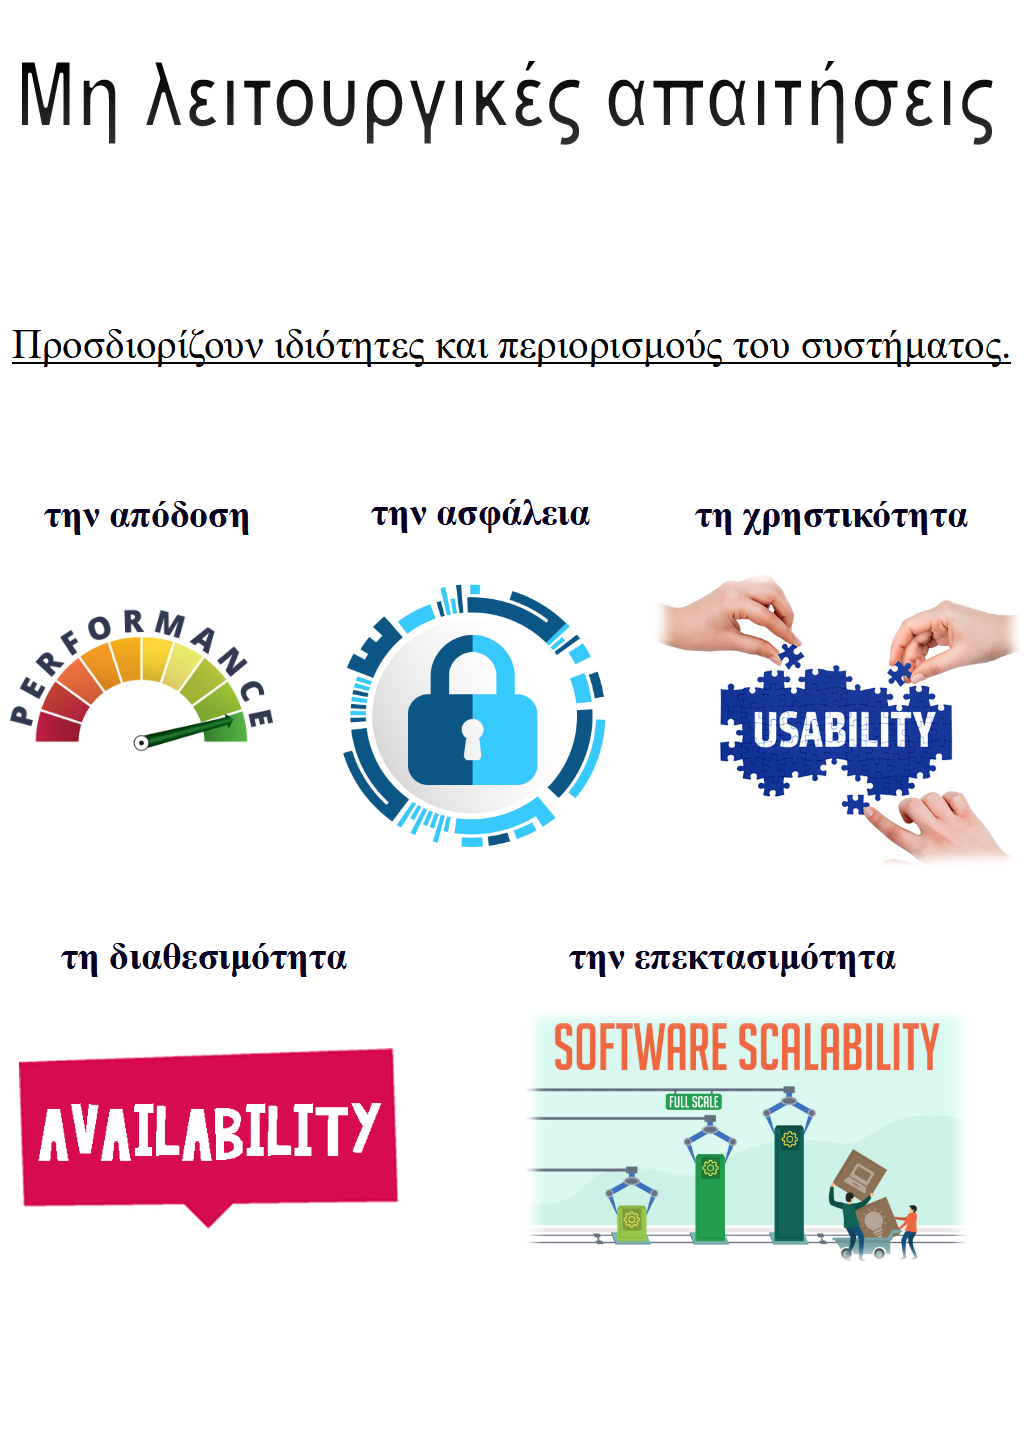 Μη λειτουργικές απαιτήσεις
Προσδιορίζουν ιδιότητες και περιορισμούς του συστήματος.
την απόδοση
την ασφάλεια
τη χρηστικότητα
PERFORMANCE
USABILITY
τη διαθεσιμότητα
την επεκτασιμότητα
AVAILABILITY
SOFTWARE SCALABILITY
FULL SCALE